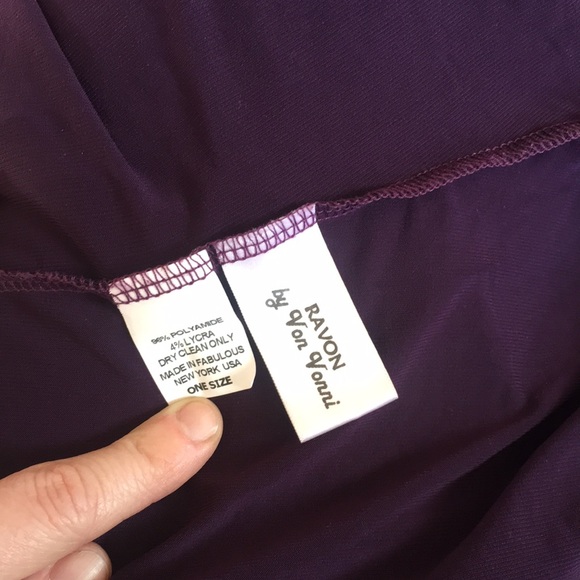 96% POLYAMIDE
4% LYCRA
DRY CLEAN ONLY
MADE IN FABULOUS
NEW YORK USA
ONE SIZE
RAVON
by Von Vonni